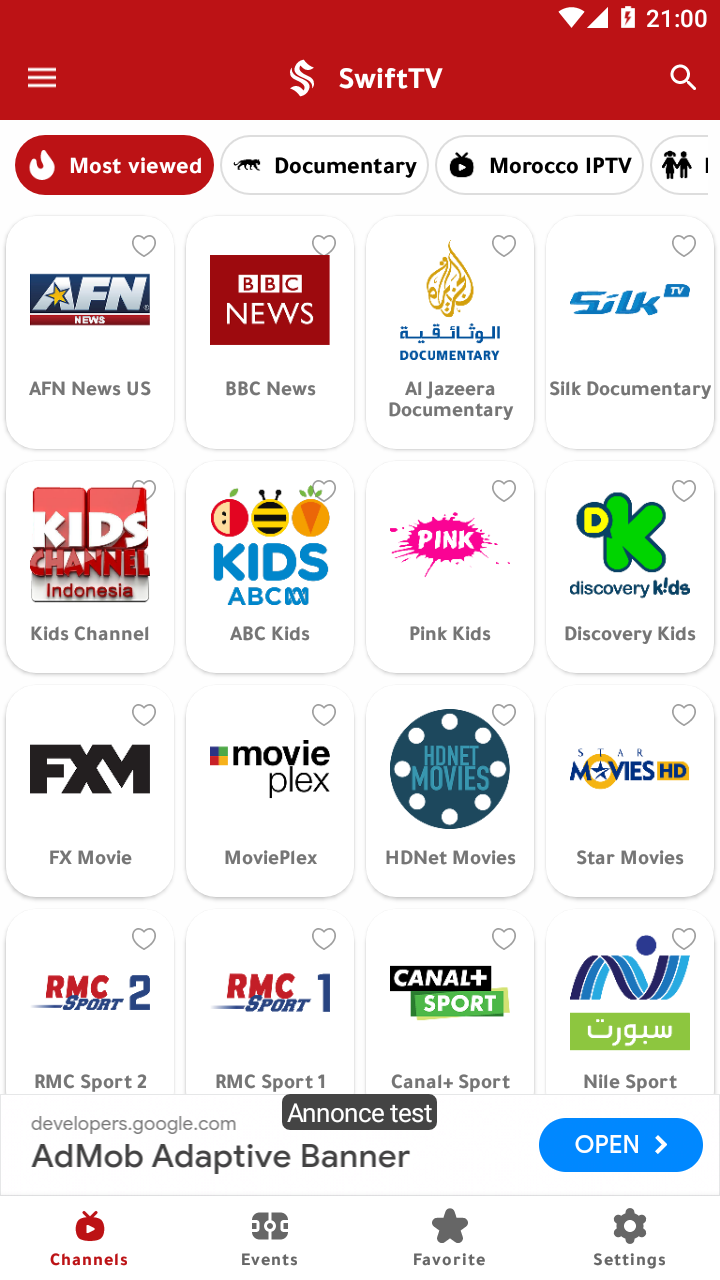 21:00
SwiftTV
Most viewed
Documentary
Morocco IPTV
AFN
NEWS
AFN News US
BBC
NEWS
BBC News
الوثائقية
DOCUMENTARY
Al Jazeera
Documentary
Silk TV
Silk Documentary
KIDS
CHANNEL
Indonesia
Kids Channel
KIDS
ABC
ABC Kids
PINK
Pink Kids
D K
discovery k!ds
Discovery Kids
FXM
FX Movie
movie
plex
MoviePlex
HDNET
MOVIES
HDNet Movies
STAR
MOVIES HD
Star Movies
RMC
SPORT 2
RMC Sport 2
RMC
SPORT 1
RMC Sport 1
CANAL+
SPORT
Canal+ Sport
سبورت
Nile Sport
developers.google.com
Annonce test
AdMob Adaptive Banner
OPEN
Channels
Events
Favorite
Settings